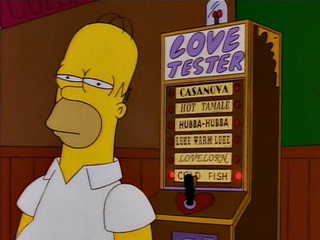 LOVE
TESTER
CASANOVA
HOT TAMALE
HUBBA-HUBBA
LUKE WARM LUKE
LOVELORN
COLD FISH